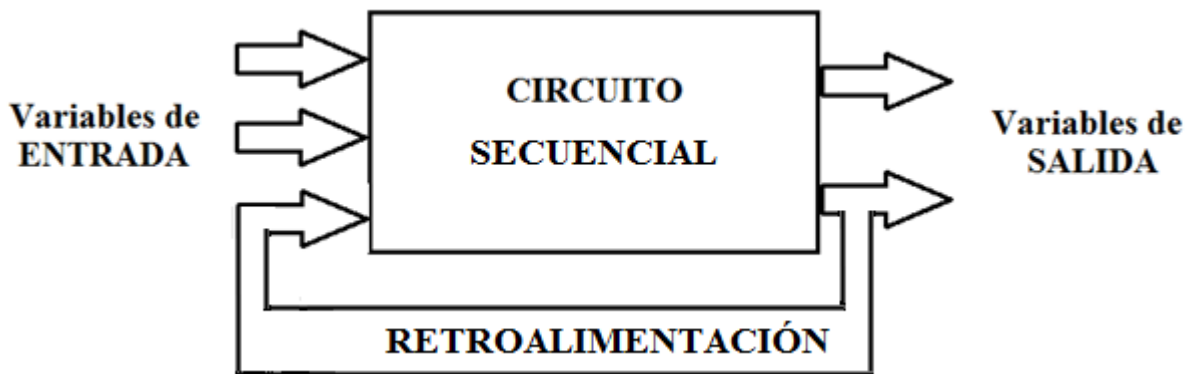 Variables de
ENTRADA
CIRCUITO
SECUENCIAL
Variables de
SALIDA
RETROALIMENTACIÓN